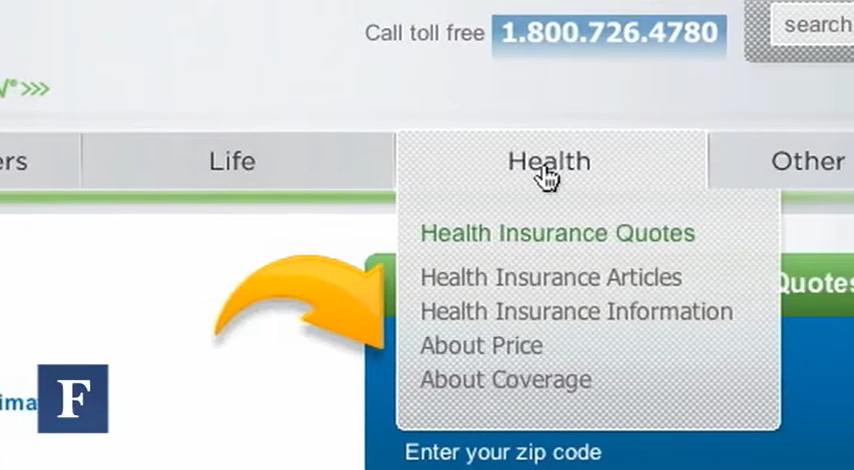 Call toll free 1.800.726.4780
search
Life
Health
Other
Health Insurance Quotes
Health Insurance Articles
Quotes
Health Insurance Information
About Price
About Coverage
F
Enter your zip code